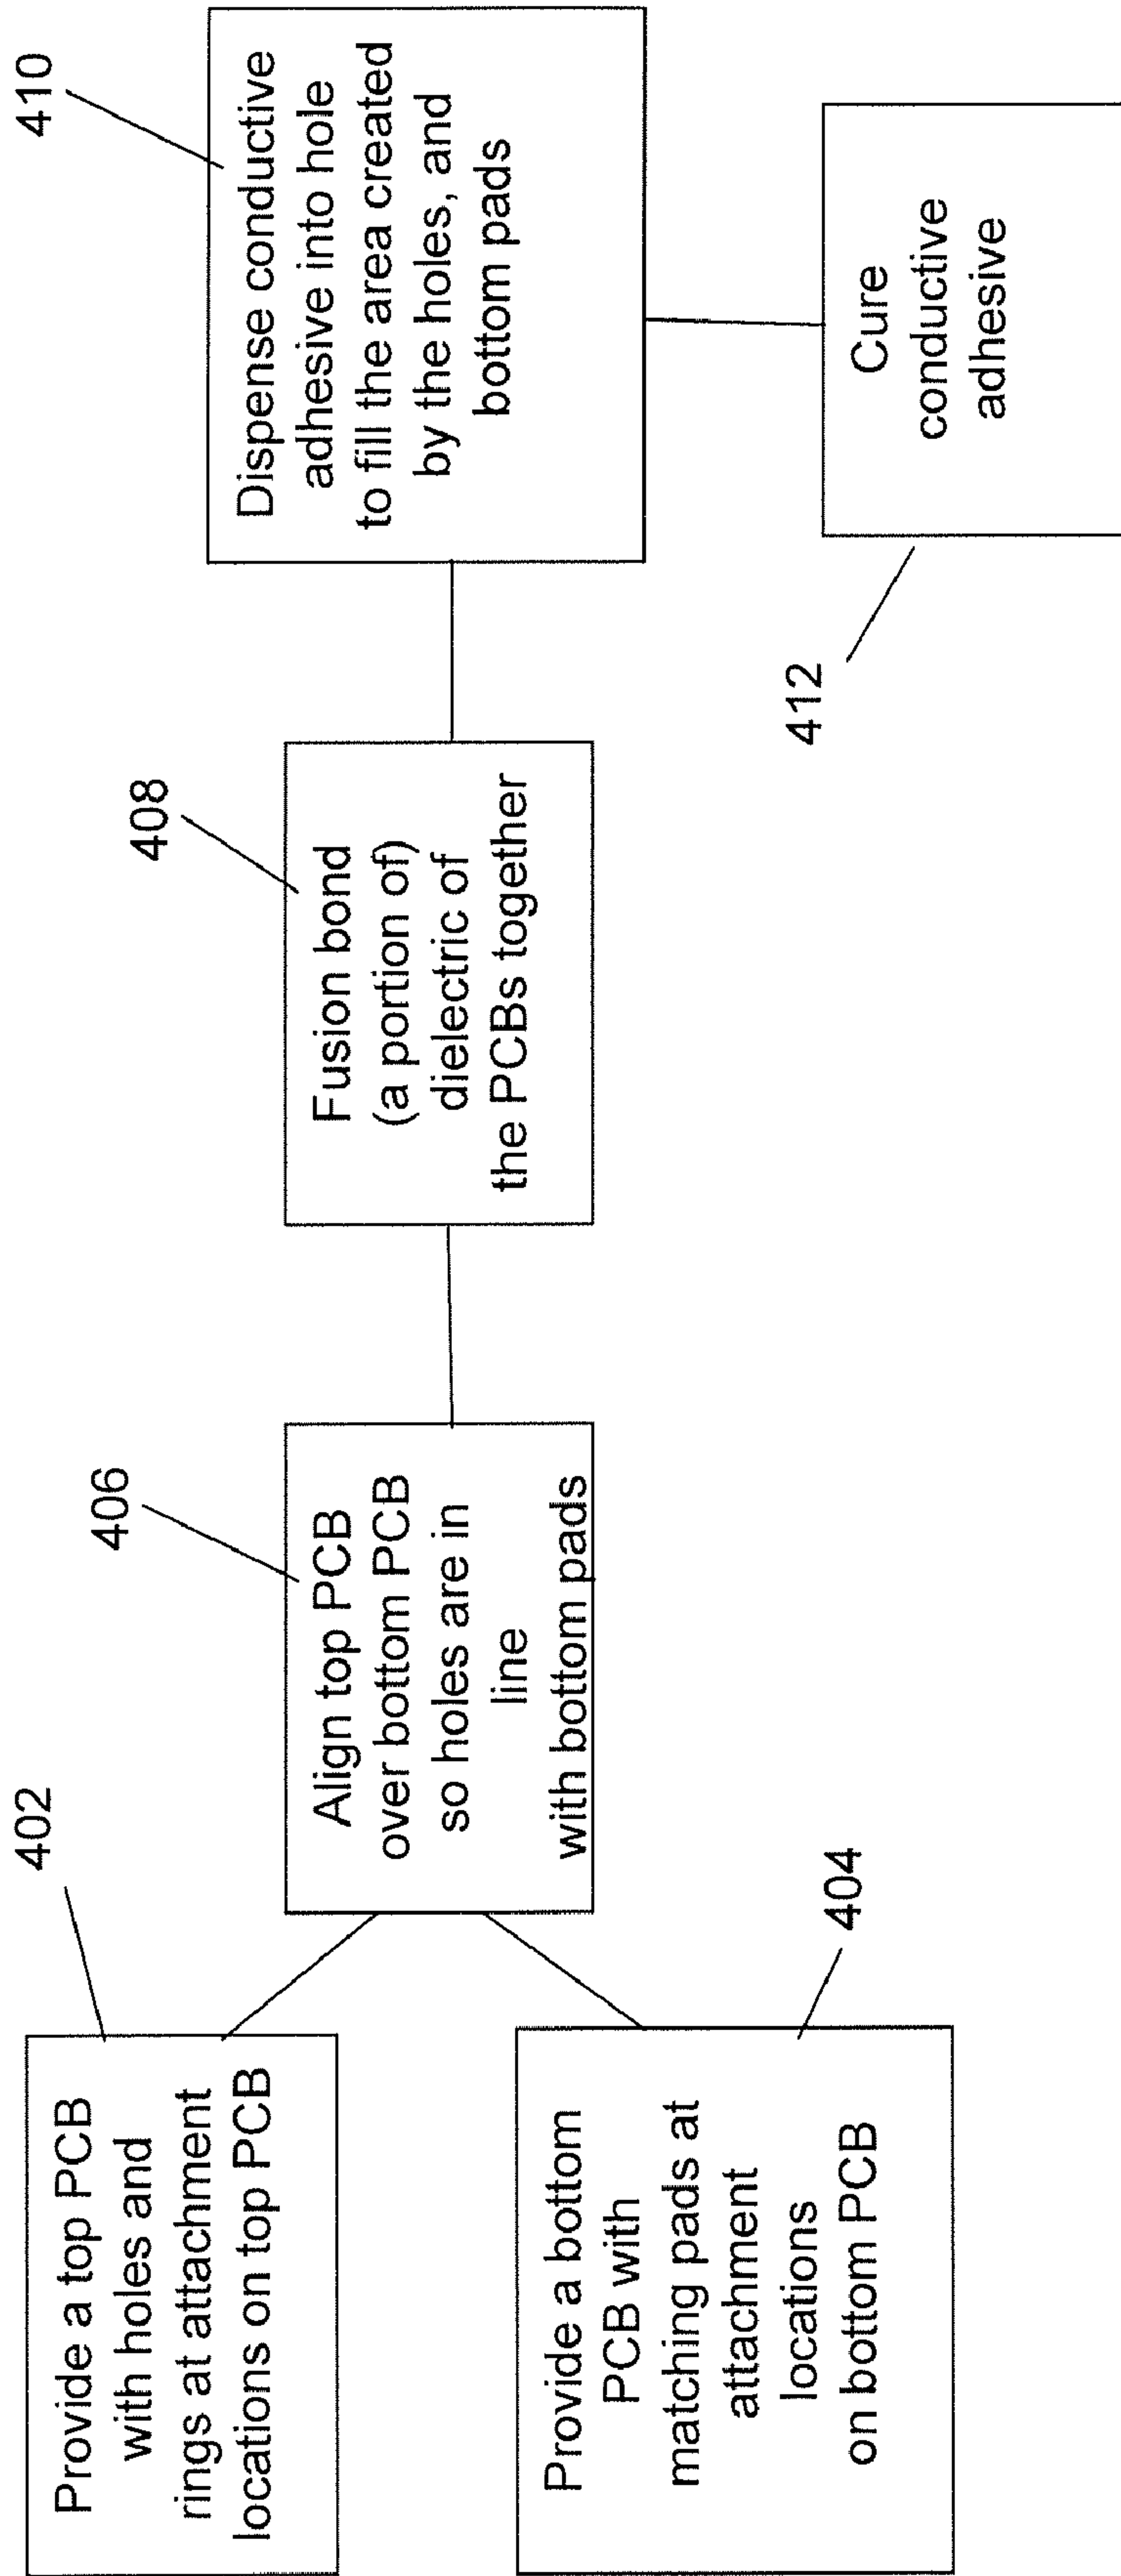 402
Provide a top PCB
with holes and
rings at attachment
locations on top PCB
Provide a bottom
PCB with
matching pads at
attachment
locations
on bottom PCB
404
406
Align top PCB
over bottom PCB
so holes are in
line
with bottom pads
408
Fusion bond
(a portion of)
dielectric of
the PCBs together
410
Dispense conductive
adhesive into hole
to fill the area created
by the holes, and
bottom pads
412
Cure
conductive
adhesive